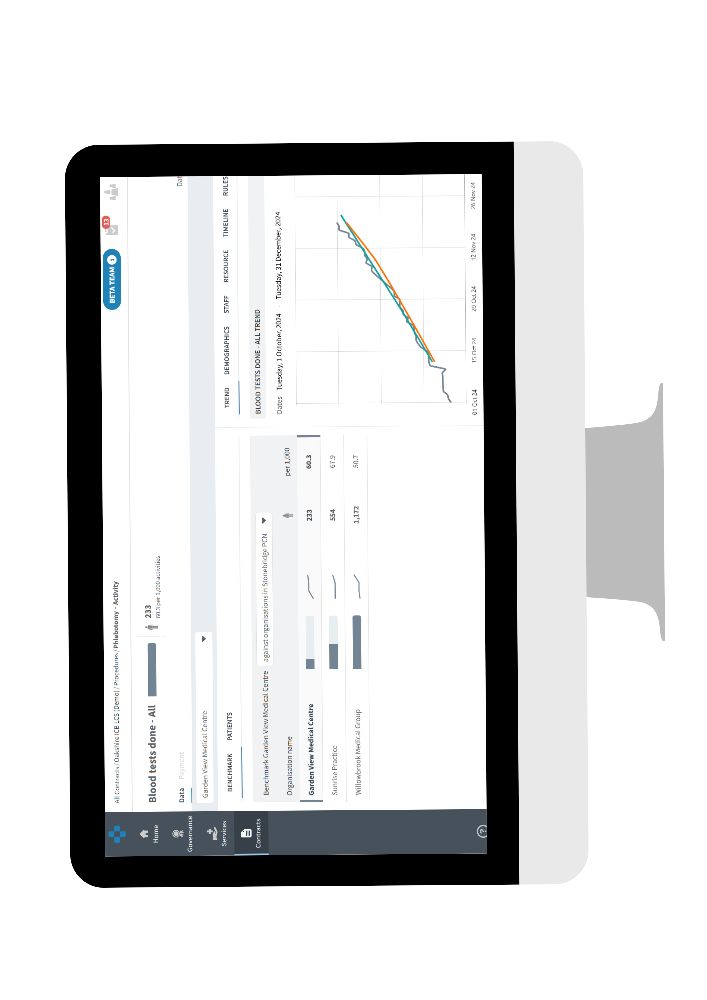 All Contracts / Oakshire ICB LCS (Demo) / Procedures / Phlebotomy · Activity
BETA TEAM i
13
Blood tests done - All
233
60.3 per 1,000 activities
Data Payment
Dat
Garden View Medical Centre
Home
Governance
Services
Contracts
?
BENCHMARK PATIENTS
Benchmark Garden View Medical Centre against organisations in Stonebridge PCN
Organisation name per 1,000
Garden View Medical Centre 233 60.3
Sunrise Practice 554 67.9
Willowbrook Medical Group 1,172 50.7
TREND DEMOGRAPHICS STAFF RESOURCE TIMELINE RULES
BLOOD TESTS DONE - ALL TREND
Dates Tuesday, 1 October, 2024 - Tuesday, 31 December, 2024
01 Oct 24 15 Oct 24 29 Oct 24 12 Nov 24 26 Nov 24